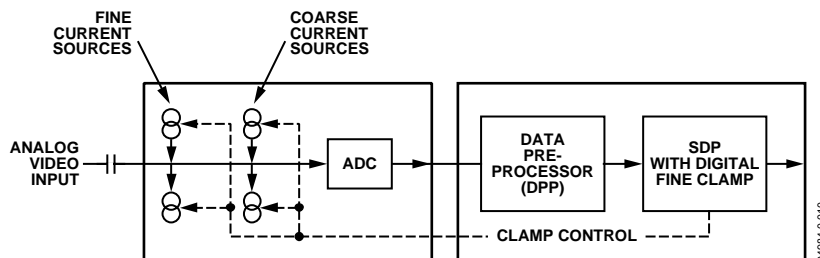 FINE
CURRENT
SOURCES
COARSE
CURRENT
SOURCES
ANALOG
VIDEO
INPUT
ADC
DATA
PRE-
PROCESSOR
(DPP)
SDP
WITH DIGITAL
FINE CLAMP
CLAMP CONTROL